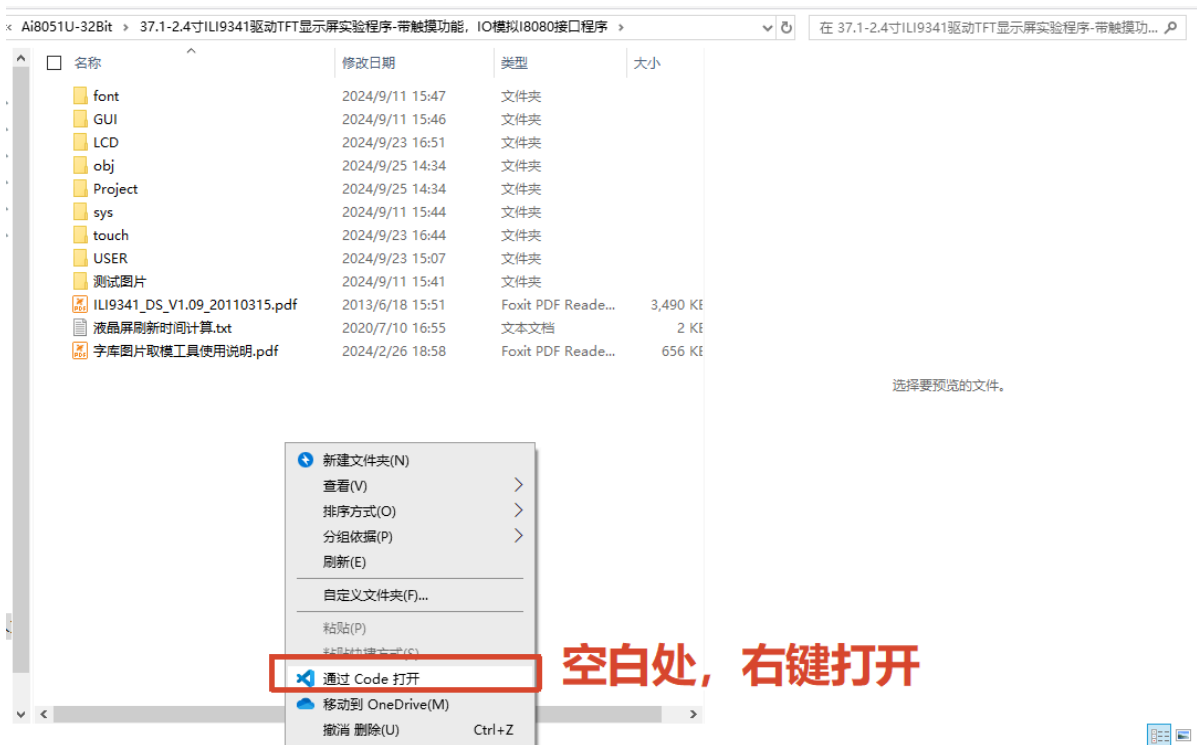 « Ai8051U-32Bit › 37.1-2.4寸ILI9341驱动TFT显示屏实验程序-带触摸功能，IO模拟I8080接口程序 ›
在 37.1-2.4寸ILI9341驱动TFT显示屏实验程序-带触摸功...
名称 修改日期 类型 大小
font 2024/9/11 15:47 文件夹
GUI 2024/9/11 15:46 文件夹
LCD 2024/9/23 16:51 文件夹
obj 2024/9/25 14:34 文件夹
Project 2024/9/25 14:34 文件夹
sys 2024/9/11 15:44 文件夹
touch 2024/9/23 16:44 文件夹
USER 2024/9/23 15:07 文件夹
测试图片 2024/9/11 15:41 文件夹
ILI9341_DS_V1.09_20110315.pdf 2013/6/18 15:51 Foxit PDF Reade... 3,490 KB
液晶屏刷新时间计算.txt 2020/7/10 16:55 文本文档 2 KB
字库图片取模工具使用说明.pdf 2024/2/26 18:58 Foxit PDF Reade... 656 KB
选择要预览的文件。
新建文件夹(N)
查看(V)
排序方式(O)
分组依据(P)
刷新(E)
自定义文件夹(F)...
粘贴(P)
粘贴快捷方式(S)
通过 Code 打开
空白处，右键打开
移动到 OneDrive(M)
撤消 删除(U) Ctrl+Z